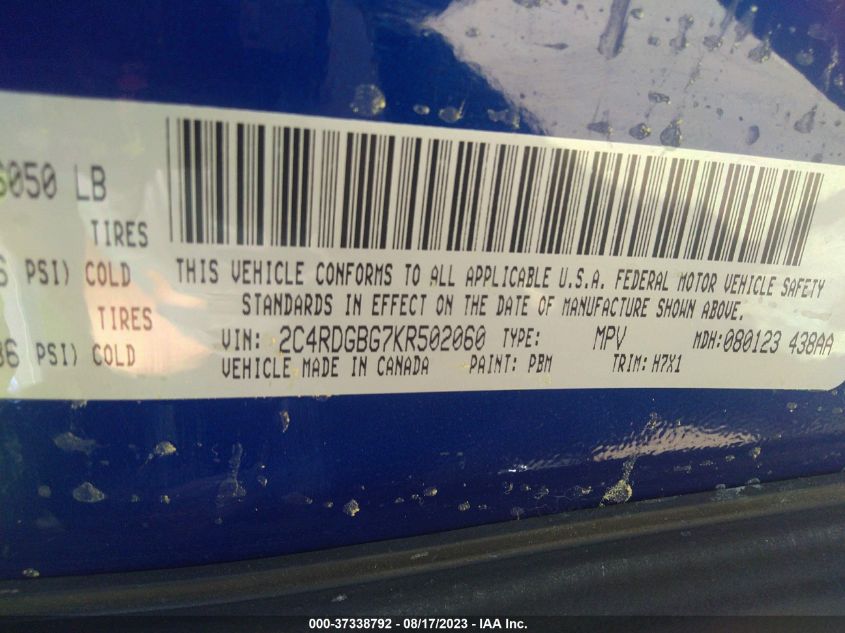 6050 LB
TIRES
PSI) COLD
TIRES
36 PSI) COLD
THIS VEHICLE CONFORMS TO ALL APPLICABLE U.S.A. FEDERAL MOTOR VEHICLE SAFETY
STANDARDS IN EFFECT ON THE DATE OF MANUFACTURE SHOWN ABOVE.
VIN: 2C4RDGBG7KR502060 TYPE: MPV MDH:080123 438AA
VEHICLE MADE IN CANADA PAINT: PBM TRIM: H7X1
000-37338792 - 08/17/2023 - IAA Inc.